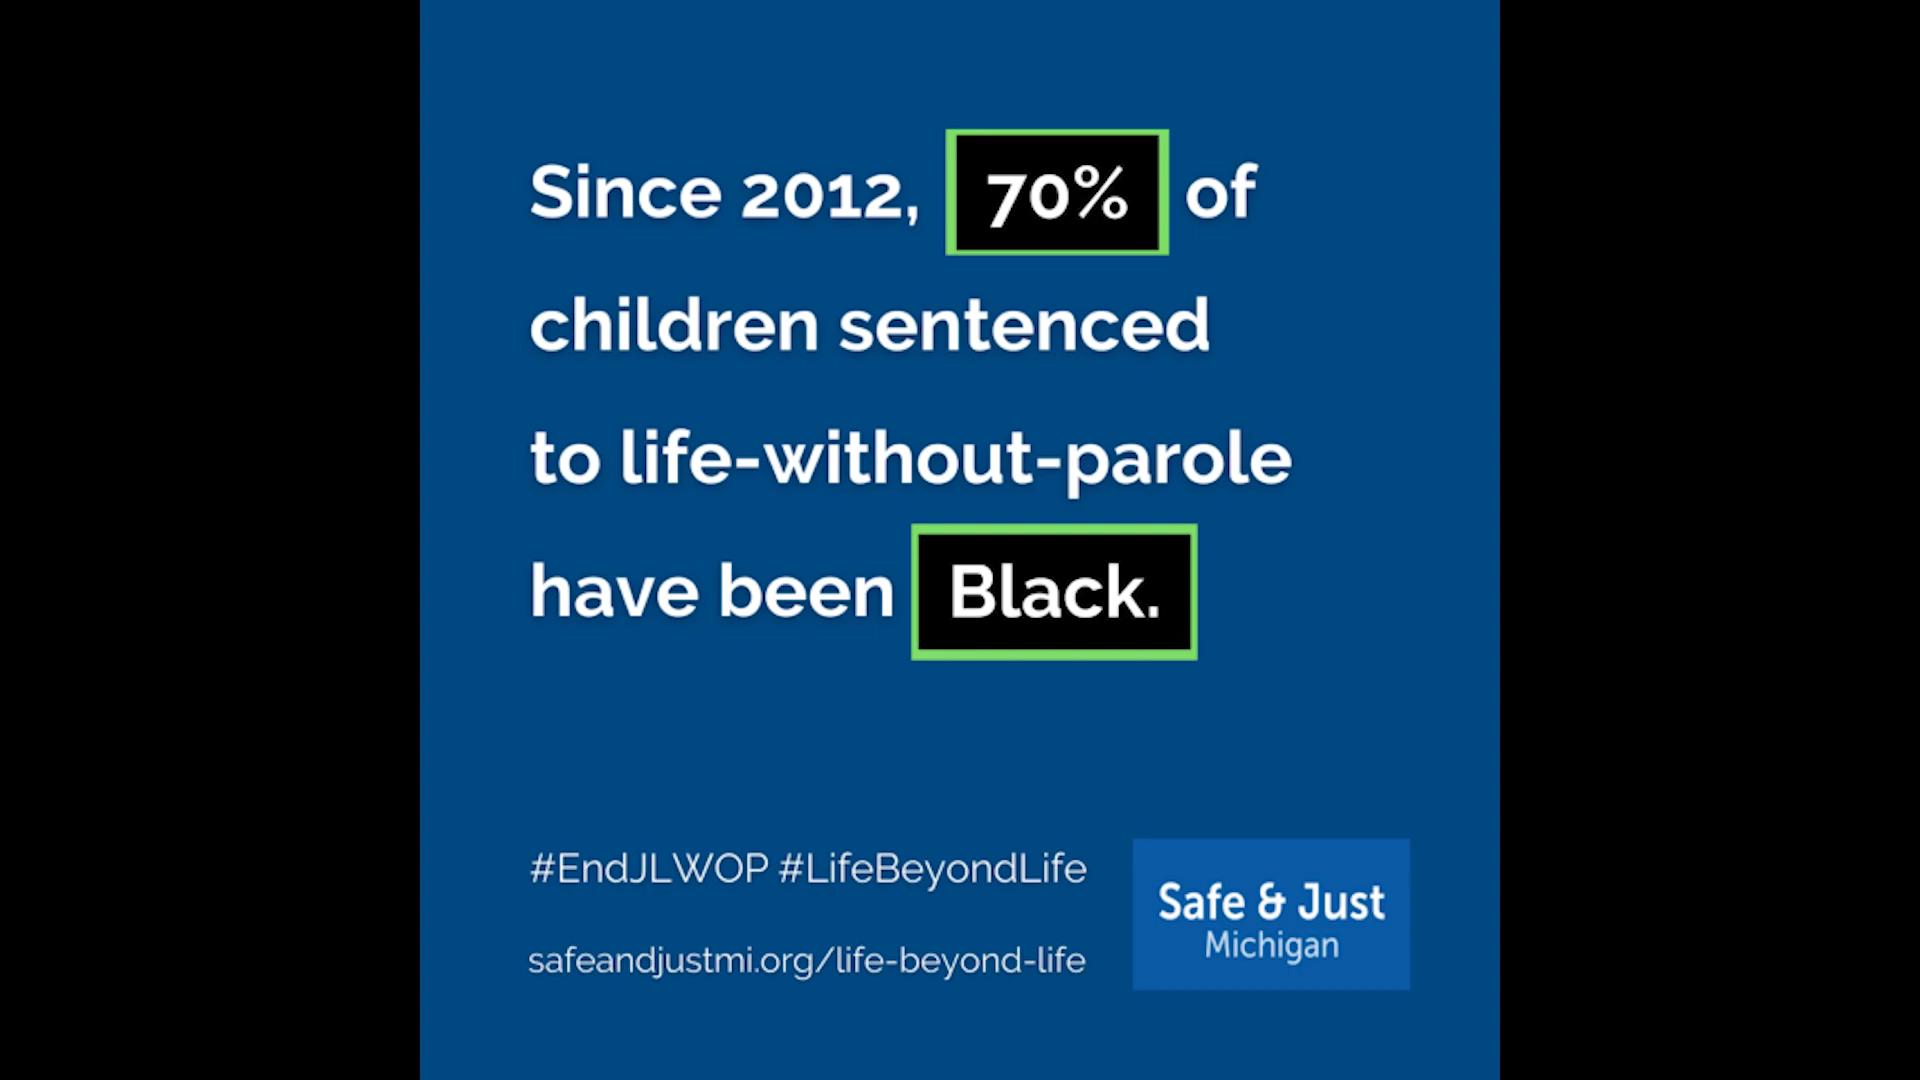 Since 2012, 70% of
children sentenced
to life-without-parole
have been Black.
#EndJLWOP #LifeBeyondLife
safeandjustmi.org/life-beyond-life
Safe & Just
Michigan